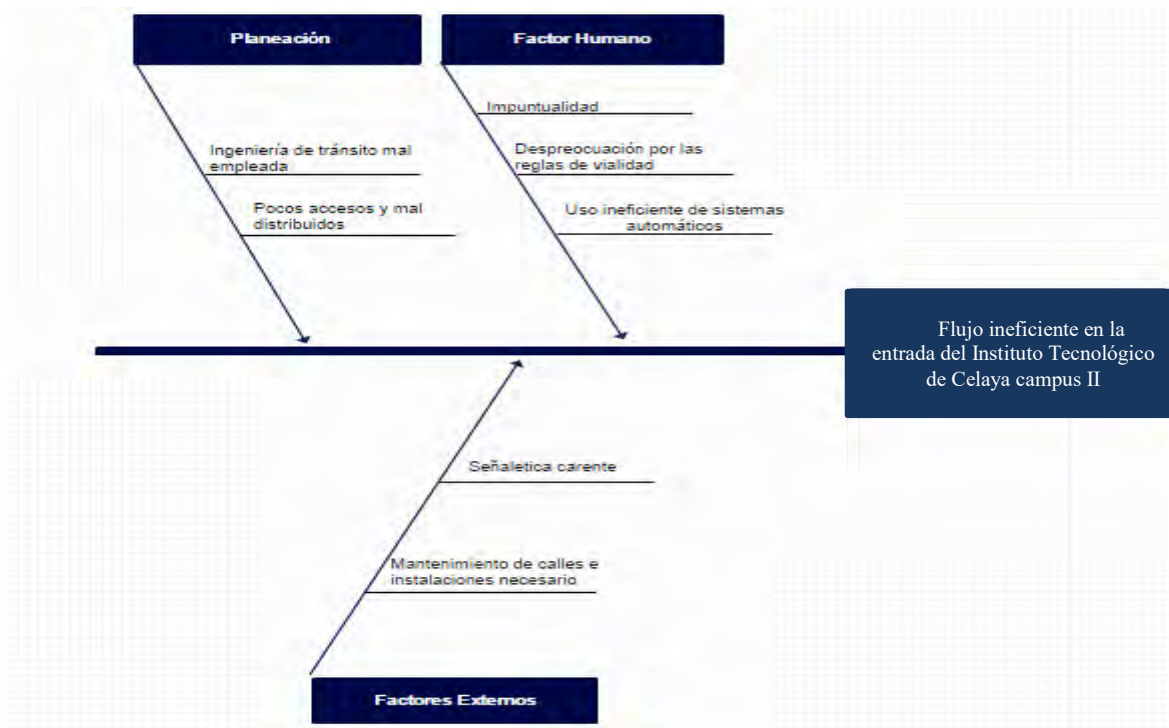 Planeación
Factor Humano
Impuntualidad
Ingeniería de tránsito mal
empleada
Despreocuación por las
reglas de vialidad
Pocos accesos y mal
distribuidos
Uso ineficiente de sistemas
automáticos
Flujo ineficiente en la
entrada del Instituto Tecnológico
de Celaya campus II
Señaletica carente
Mantenimiento de calles e
instalaciones necesario
Factores Externos